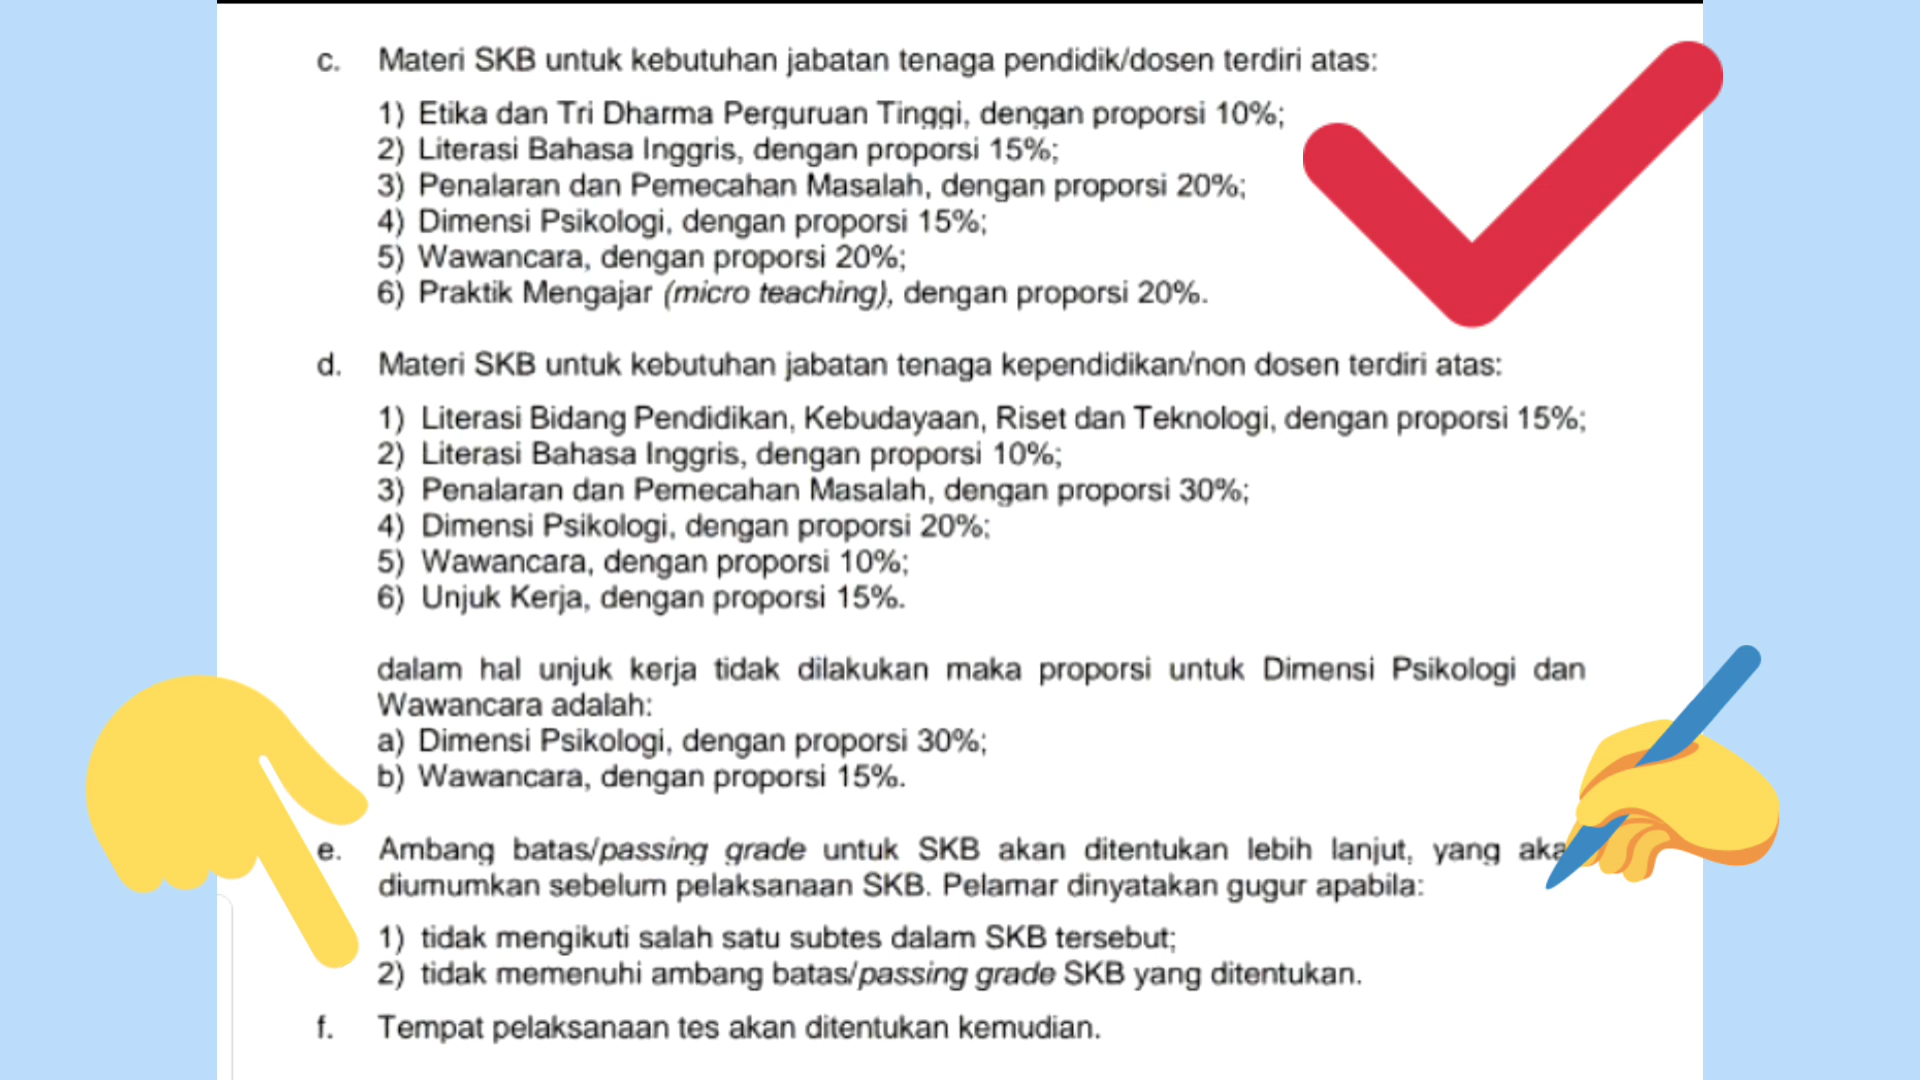 c. Materi SKB untuk kebutuhan jabatan tenaga pendidik/dosen terdiri atas:
1) Etika dan Tri Dharma Perguruan Tinggi, dengan proporsi 10%;
2) Literasi Bahasa Inggris, dengan proporsi 15%;
3) Penalaran dan Pemecahan Masalah, dengan proporsi 20%;
4) Dimensi Psikologi, dengan proporsi 15%;
5) Wawancara, dengan proporsi 20%;
6) Praktik Mengajar (micro teaching), dengan proporsi 20%.
d. Materi SKB untuk kebutuhan jabatan tenaga kependidikan/non dosen terdiri atas:
1) Literasi Bidang Pendidikan, Kebudayaan, Riset dan Teknologi, dengan proporsi 15%;
2) Literasi Bahasa Inggris, dengan proporsi 10%;
3) Penalaran dan Pemecahan Masalah, dengan proporsi 30%;
4) Dimensi Psikologi, dengan proporsi 20%;
5) Wawancara, dengan proporsi 10%;
6) Unjuk Kerja, dengan proporsi 15%.
dalam hal unjuk kerja tidak dilakukan maka proporsi untuk Dimensi Psikologi dan
Wawancara adalah:
a) Dimensi Psikologi, dengan proporsi 30%;
b) Wawancara, dengan proporsi 15%.
e. Ambang batas/passing grade untuk SKB akan ditentukan lebih lanjut, yang aka
diumumkan sebelum pelaksanaan SKB. Pelamar dinyatakan gugur apabila:
1) tidak mengikuti salah satu subtes dalam SKB tersebut;
2) tidak memenuhi ambang batas/passing grade SKB yang ditentukan.
f. Tempat pelaksanaan tes akan ditentukan kemudian.